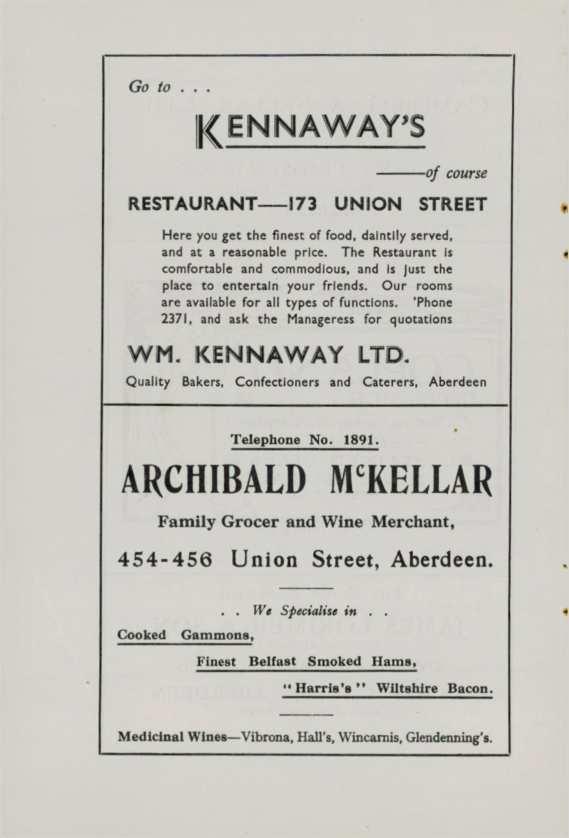 Go to . . .
KENNAWAY'S
——of course
RESTAURANT——173 UNION STREET
Here you get the finest of food, daintily served,
and at a reasonable price. The Restaurant is
comfortable and commodious, and is just the
place to entertain your friends. Our rooms
are available for all types of functions. 'Phone
2371, and ask the Manageress for quotations
WM. KENNAWAY LTD.
Quality Bakers, Confectioners and Caterers, Aberdeen
Telephone No. 1891.
ARCHIBALD McKELLAR
Family Grocer and Wine Merchant,
454-456 Union Street, Aberdeen.
. . We Specialise in . .
Cooked Gammons,
Finest Belfast Smoked Hams,
"Harris's" Wiltshire Bacon.
Medicinal Wines—Vibrona, Hall's, Wincarnis, Glendenning's.